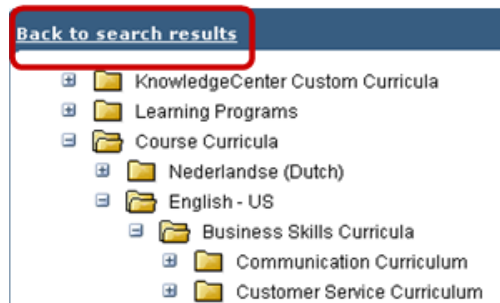 Back to search results
KnowledgeCenter Custom Curricula
Learning Programs
Course Curricula
Nederlandse (Dutch)
English - US
Business Skills Curricula
Communication Curriculum
Customer Service Curriculum